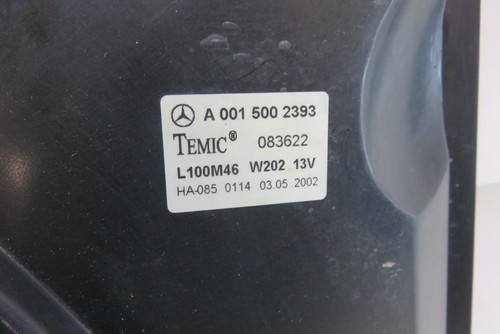 A 001 500 2393
TEMIC® 083622
L100M46 W202 13V
HA-085 0114 03.05.2002